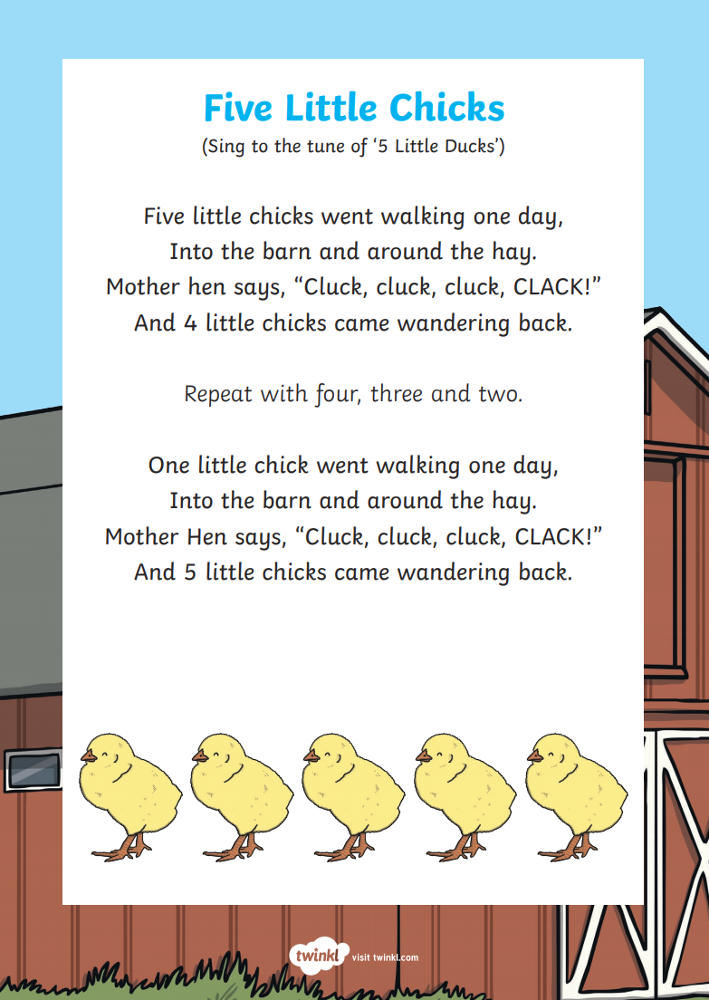 Five Little Chicks
(Sing to the tune of ‘5 Little Ducks’)
Five little chicks went walking one day,
Into the barn and around the hay.
Mother hen says, “Cluck, cluck, cluck, CLACK!”
And 4 little chicks came wandering back.
Repeat with four, three and two.
One little chick went walking one day,
Into the barn and around the hay.
Mother Hen says, “Cluck, cluck, cluck, CLACK!”
And 5 little chicks came wandering back.
twinkl visit twinkl.com